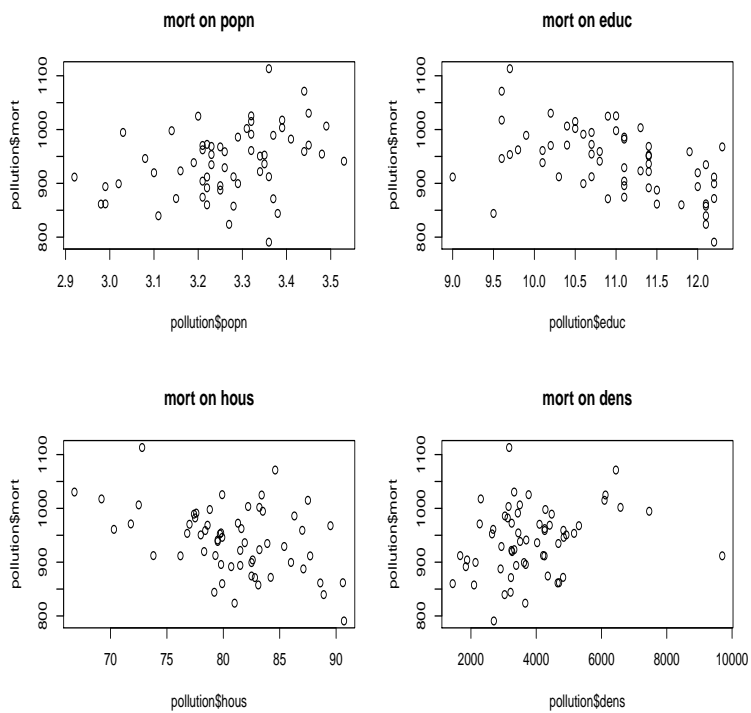 mort on popn
pollution$mort
800 900 1000 1100
2.9 3.0 3.1 3.2 3.3 3.4 3.5
pollution$popn
mort on educ
pollution$mort
800 900 1000 1100
9.0 9.5 10.0 10.5 11.0 11.5 12.0
pollution$educ
mort on hous
pollution$mort
800 900 1000 1100
70 75 80 85 90
pollution$hous
mort on dens
pollution$mort
800 900 1000 1100
2000 4000 6000 8000 10000
pollution$dens